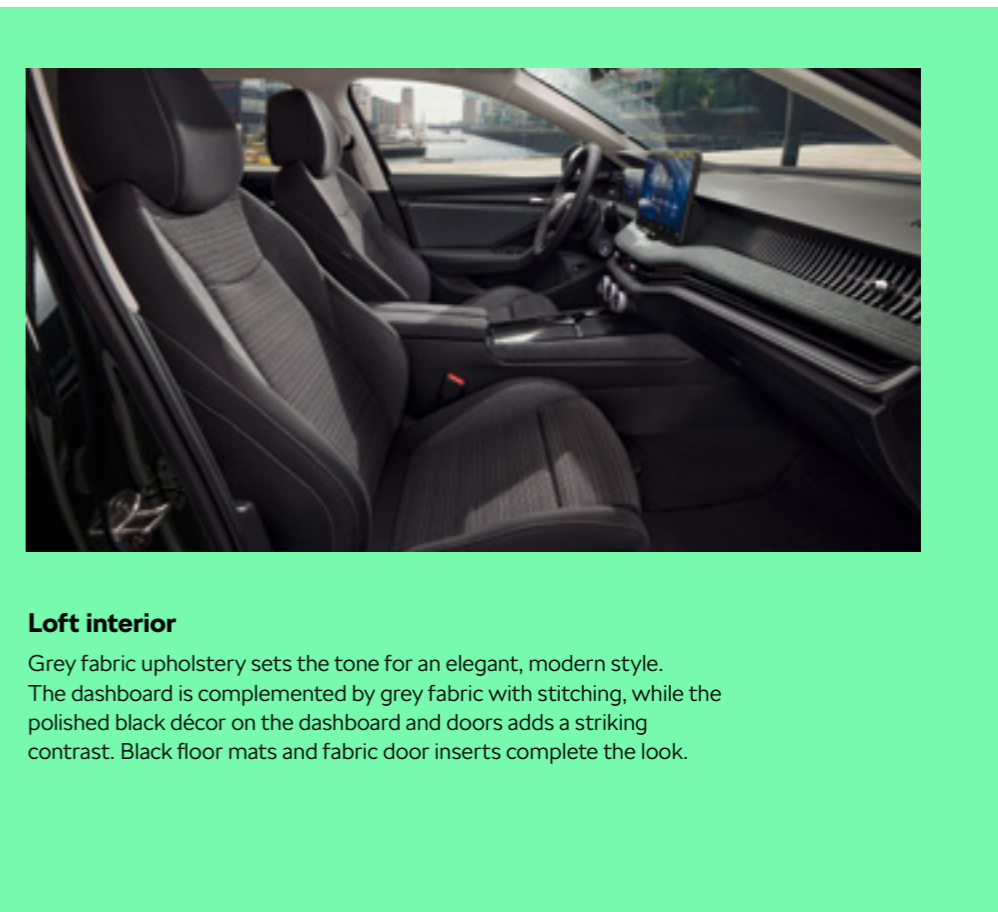 Loft interior
Grey fabric upholstery sets the tone for an elegant, modern style.
The dashboard is complemented by grey fabric with stitching, while the
polished black décor on the dashboard and doors adds a striking
contrast. Black floor mats and fabric door inserts complete the look.